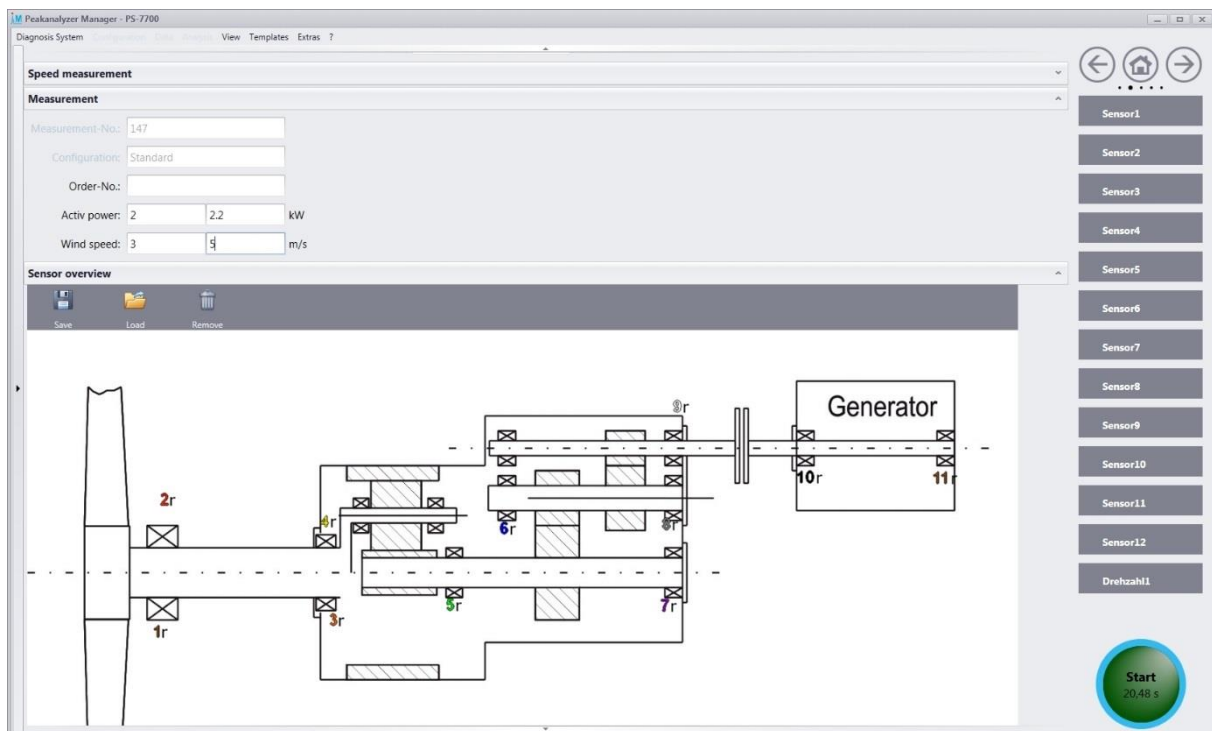 Peakanalyzer Manager - PS-7700
Diagnosis System Configuration Data Analysis View Templates Extras ?
Speed measurement
Measurement
Measurement-No.: 147
Configuration: Standard
Order-No.:
Activ power: 2 2.2 kW
Wind speed: 3 5 m/s
Sensor overview
Save Load Remove
Generator
9r
10r
11r
2r
4r
6r
8r
1r
3r
5r
7r
Sensor1
Sensor2
Sensor3
Sensor4
Sensor5
Sensor6
Sensor7
Sensor8
Sensor9
Sensor10
Sensor11
Sensor12
Drehzahl1
Start
20,48 s